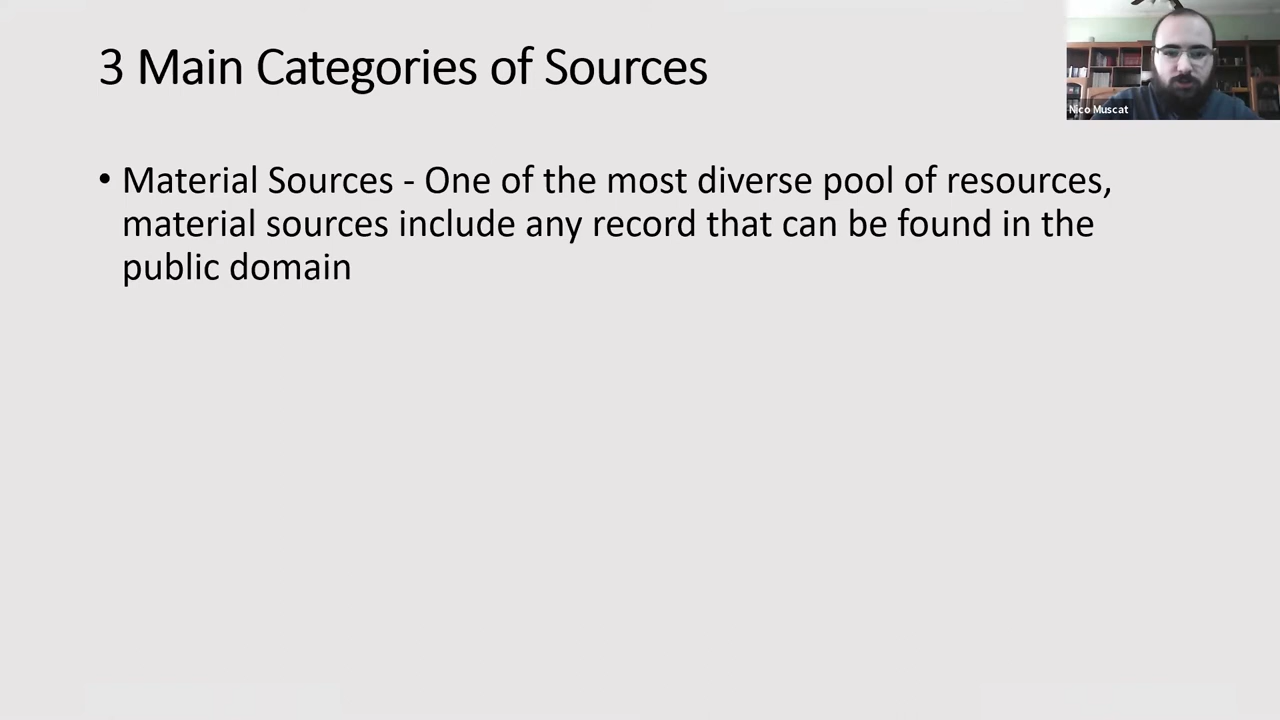 3 Main Categories of Sources
Nico Muscat
• Material Sources - One of the most diverse pool of resources,
material sources include any record that can be found in the
public domain